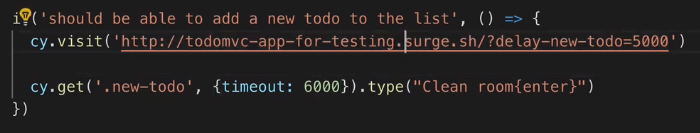 i('should be able to add a new todo to the list', () => {
cy.visit('http://todomvc-app-for-testing.surge.sh/?delay-new-todo=5000')
cy.get('.new-todo', {timeout: 6000}).type("Clean room{enter}")
})